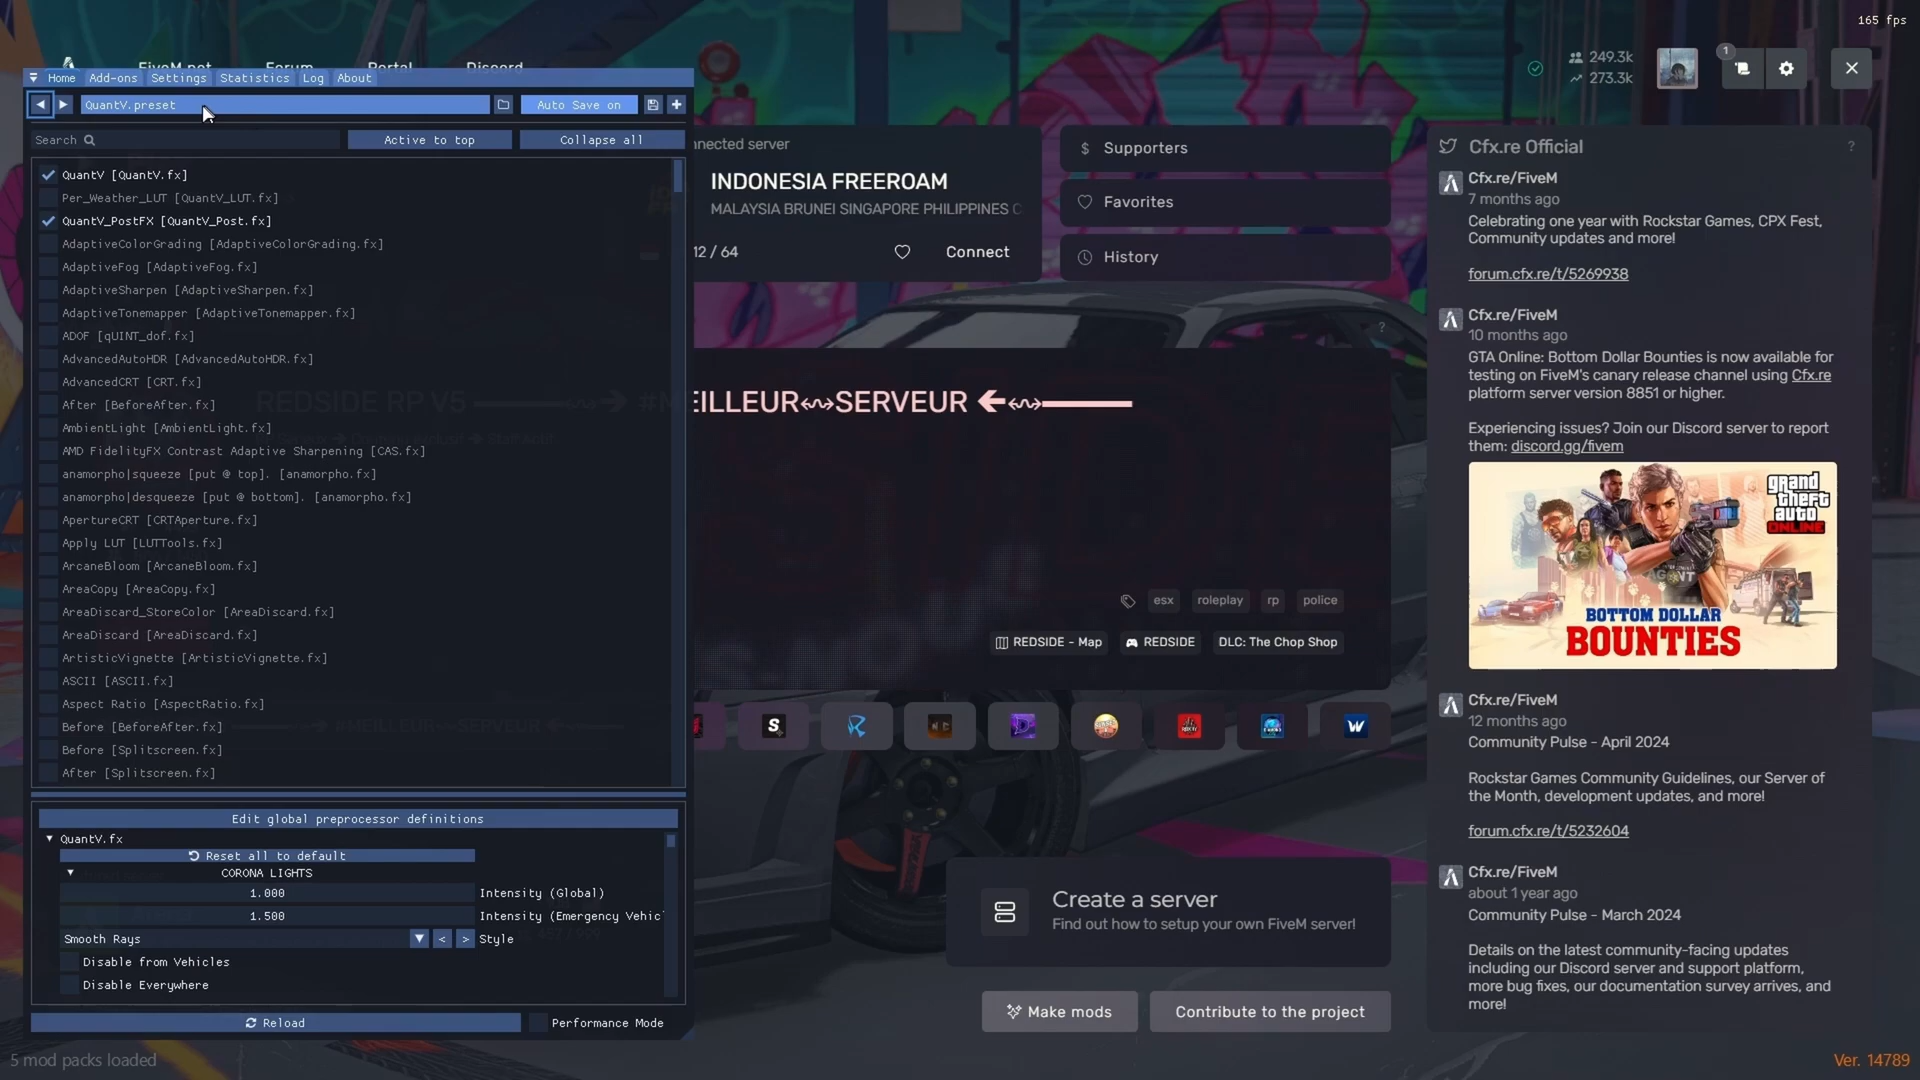 165 fps
FiveM.net Forum Portal Discord
249.3k
273.3k
1
Home Add-ons Settings Statistics Log About
QuantV.preset Auto Save on
Search Active to top Collapse all
QuantV [QuantV.fx]
Per_Weather_LUT [QuantV_LUT.fx]
QuantV_PostFX [QuantV_Post.fx]
AdaptiveColorGrading [AdaptiveColorGrading.fx]
AdaptiveFog [AdaptiveFog.fx]
AdaptiveSharpen [AdaptiveSharpen.fx]
AdaptiveTonemapper [AdaptiveTonemapper.fx]
ADOF [qUINT_dof.fx]
AdvancedAutoHDR [AdvancedAutoHDR.fx]
AdvancedCRT [CRT.fx]
After [BeforeAfter.fx]
AmbientLight [AmbientLight.fx]
AMD FidelityFX Contrast Adaptive Sharpening [CAS.fx]
anamorpho|squeeze [put @ top]. [anamorpho.fx]
anamorpho|desqueeze [put @ bottom]. [anamorpho.fx]
ApertureCRT [CRTAperture.fx]
Apply LUT [LUTTools.fx]
ArcaneBloom [ArcaneBloom.fx]
AreaCopy [AreaCopy.fx]
AreaDiscard_StoreColor [AreaDiscard.fx]
AreaDiscard [AreaDiscard.fx]
ArtisticVignette [ArtisticVignette.fx]
ASCII [ASCII.fx]
Aspect Ratio [AspectRatio.fx]
Before [BeforeAfter.fx]
Before [Splitscreen.fx]
After [Splitscreen.fx]
Edit global preprocessor definitions
QuantV.fx
Reset all to default
CORONA LIGHTS
1.000 Intensity (Global)
1.500 Intensity (Emergency Vehic
Smooth Rays < > Style
Disable from Vehicles
Disable Everywhere
Reload Performance Mode
5 mod packs loaded
nnected server
INDONESIA FREEROAM
MALAYSIA BRUNEI SINGAPORE PHILIPPINES C
12 / 64 Connect
Supporters
Favorites
History
?
REDSIDE RP V5 ━━━━━↭➔ #MEILLEUR↭SERVEUR 🡰↭━━━━━
#MEILLEUR SERVEUR
esx roleplay rp police
REDSIDE - Map REDSIDE DLC: The Chop Shop
S R D W
Create a server
Find out how to setup your own FiveM server!
Make mods Contribute to the project
Cfx.re Official ?
Cfx.re/FiveM
7 months ago
Celebrating one year with Rockstar Games, CPX Fest,
Community updates and more!
forum.cfx.re/t/5269938
Cfx.re/FiveM
10 months ago
GTA Online: Bottom Dollar Bounties is now available for
testing on FiveM's canary release channel using Cfx.re
platform server version 8851 or higher.
Experiencing issues? Join our Discord server to report
them: discord.gg/fivem
grand
theft
auto
ONLINE
AGENT
BOTTOM DOLLAR
BOUNTIES
Cfx.re/FiveM
12 months ago
Community Pulse - April 2024
Rockstar Games Community Guidelines, our Server of
the Month, development updates, and more!
forum.cfx.re/t/5232604
Cfx.re/FiveM
about 1 year ago
Community Pulse - March 2024
Details on the latest community-facing updates
including our Discord server and support platform,
more bug fixes, our documentation survey arrives, and
more!
Ver. 14789